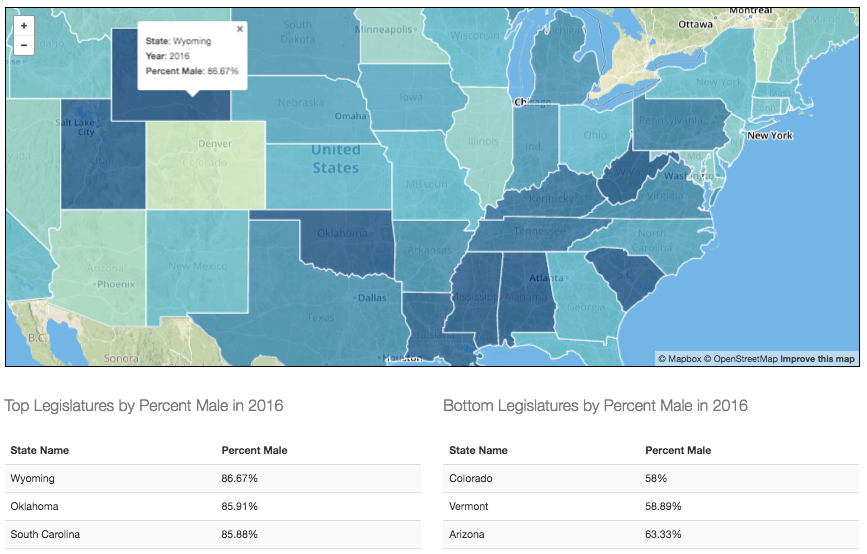 Montreal
Ottawa
+
−
×
State: Wyoming
Year: 2016
Percent Male: 86.67%
South
Dakota
Minneapolis
Wisconsin
Maine
New York
Chicago
Nebraska
Iowa
Omaha
Salt Lake
City
Utah
Denver
Colorado
United
States
Illinois
Ind.
Ohio
Pennsylvania
New York
Md.
Washington
Missouri
Kentucky
Virginia
Oklahoma
Tennessee
North
Carolina
Arkansas
Arizona
Phoenix
New Mexico
S.C.
Atlanta
Mississippi
Alabama
Georgia
Dallas
Texas
Louisiana
B.C.
Sonora
Houston
© Mapbox © OpenStreetMap Improve this map
Top Legislatures by Percent Male in 2016
Bottom Legislatures by Percent Male in 2016
State Name Percent Male
Wyoming 86.67%
Oklahoma 85.91%
South Carolina 85.88%
State Name Percent Male
Colorado 58%
Vermont 58.89%
Arizona 63.33%